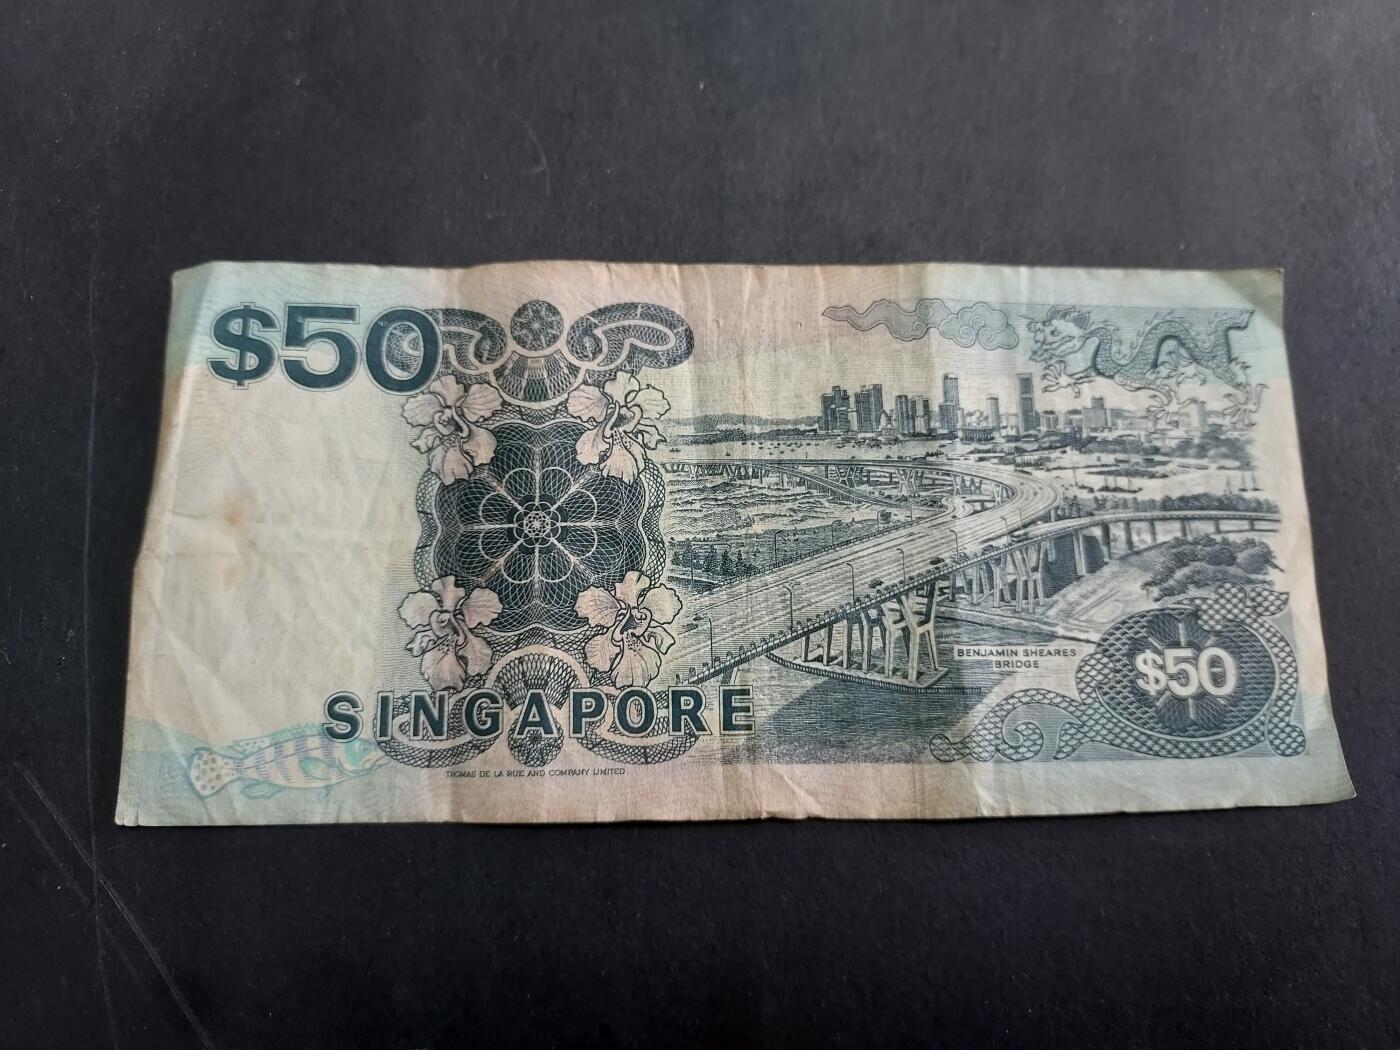 $50
BENJAMIN SHEARES
BRIDGE
$50
SINGAPORE
THOMAS DE LA RUE AND COMPANY LIMITED